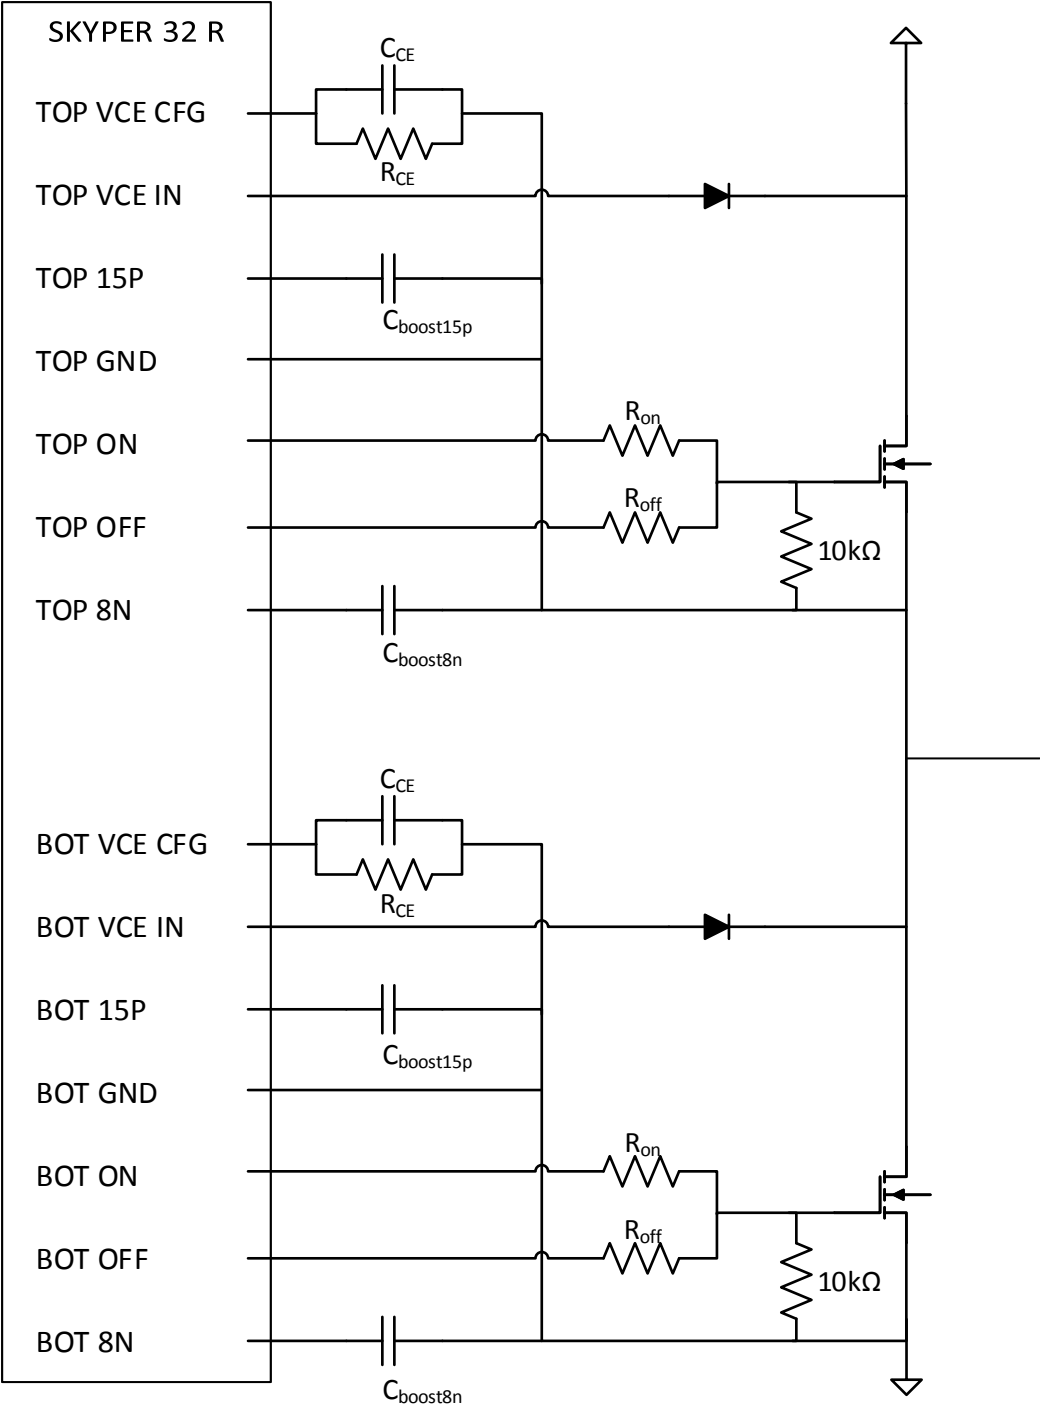 SKYPER 32 R
C_CE
TOP VCE CFG
R_CE
TOP VCE IN
TOP 15P
C_boost15p
TOP GND
R_on
TOP ON
R_off
TOP OFF
10kΩ
TOP 8N
C_boost8n
C_CE
BOT VCE CFG
R_CE
BOT VCE IN
BOT 15P
C_boost15p
BOT GND
R_on
BOT ON
R_off
BOT OFF
10kΩ
BOT 8N
C_boost8n